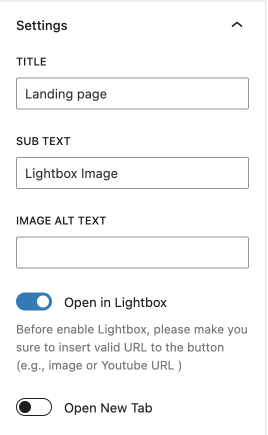 Settings
TITLE
Landing page
SUB TEXT
Lightbox Image
IMAGE ALT TEXT
Open in Lightbox
Before enable Lightbox, please make you
sure to insert valid URL to the button
(e.g., image or Youtube URL )
Open New Tab